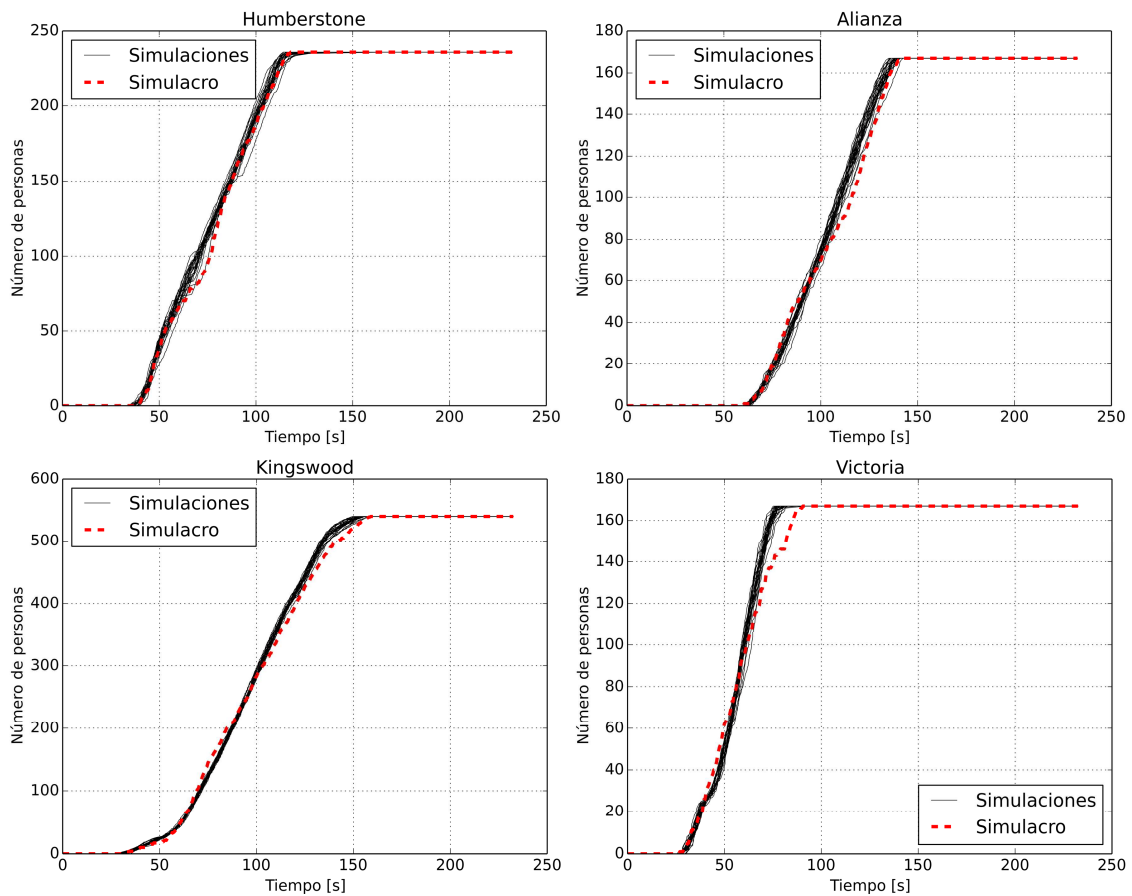 Humberstone
250
200
150
100
50
0
Número de personas
Simulaciones
Simulacro
0 50 100 150 200 250
Tiempo [s]
Alianza
180
160
140
120
100
80
60
40
20
0
Número de personas
Simulaciones
Simulacro
0 50 100 150 200 250
Tiempo [s]
Kingswood
600
500
400
300
200
100
0
Número de personas
Simulaciones
Simulacro
0 50 100 150 200 250
Tiempo [s]
Victoria
180
160
140
120
100
80
60
40
20
0
Número de personas
Simulaciones
Simulacro
0 50 100 150 200 250
Tiempo [s]